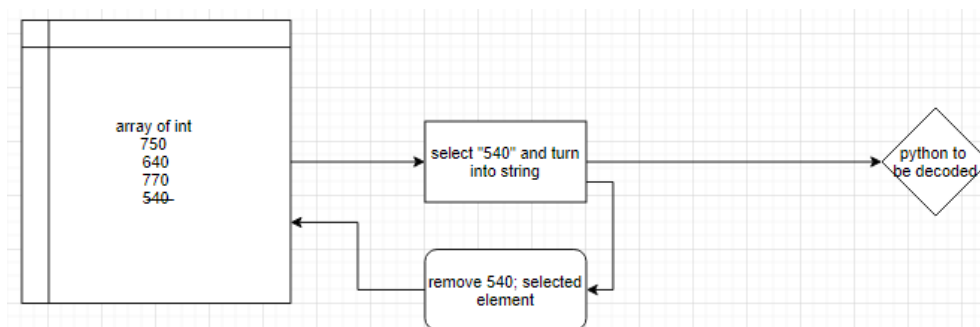 array of int
750
640
770
540
select "540" and turn
into string
python to
be decoded
remove 540; selected
element